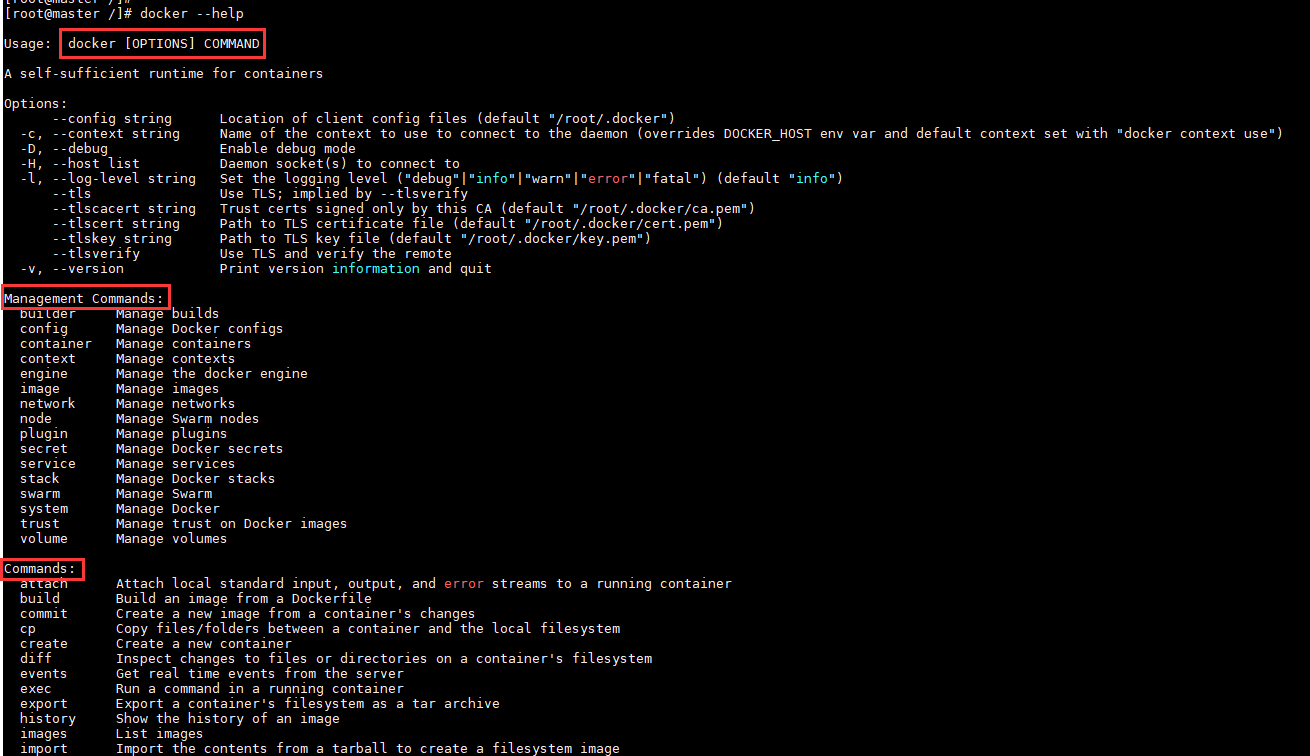 [root@master /]#
[root@master /]# docker --help
Usage: docker [OPTIONS] COMMAND
A self-sufficient runtime for containers
Options:
--config string Location of client config files (default "/root/.docker")
-c, --context string Name of the context to use to connect to the daemon (overrides DOCKER_HOST env var and default context set with "docker context use")
-D, --debug Enable debug mode
-H, --host list Daemon socket(s) to connect to
-l, --log-level string Set the logging level ("debug"|"info"|"warn"|"error"|"fatal") (default "info")
--tls Use TLS; implied by --tlsverify
--tlscacert string Trust certs signed only by this CA (default "/root/.docker/ca.pem")
--tlscert string Path to TLS certificate file (default "/root/.docker/cert.pem")
--tlskey string Path to TLS key file (default "/root/.docker/key.pem")
--tlsverify Use TLS and verify the remote
-v, --version Print version information and quit
Management Commands:
builder Manage builds
config Manage Docker configs
container Manage containers
context Manage contexts
engine Manage the docker engine
image Manage images
network Manage networks
node Manage Swarm nodes
plugin Manage plugins
secret Manage Docker secrets
service Manage services
stack Manage Docker stacks
swarm Manage Swarm
system Manage Docker
trust Manage trust on Docker images
volume Manage volumes
Commands:
attach Attach local standard input, output, and error streams to a running container
build Build an image from a Dockerfile
commit Create a new image from a container's changes
cp Copy files/folders between a container and the local filesystem
create Create a new container
diff Inspect changes to files or directories on a container's filesystem
events Get real time events from the server
exec Run a command in a running container
export Export a container's filesystem as a tar archive
history Show the history of an image
images List images
import Import the contents from a tarball to create a filesystem image